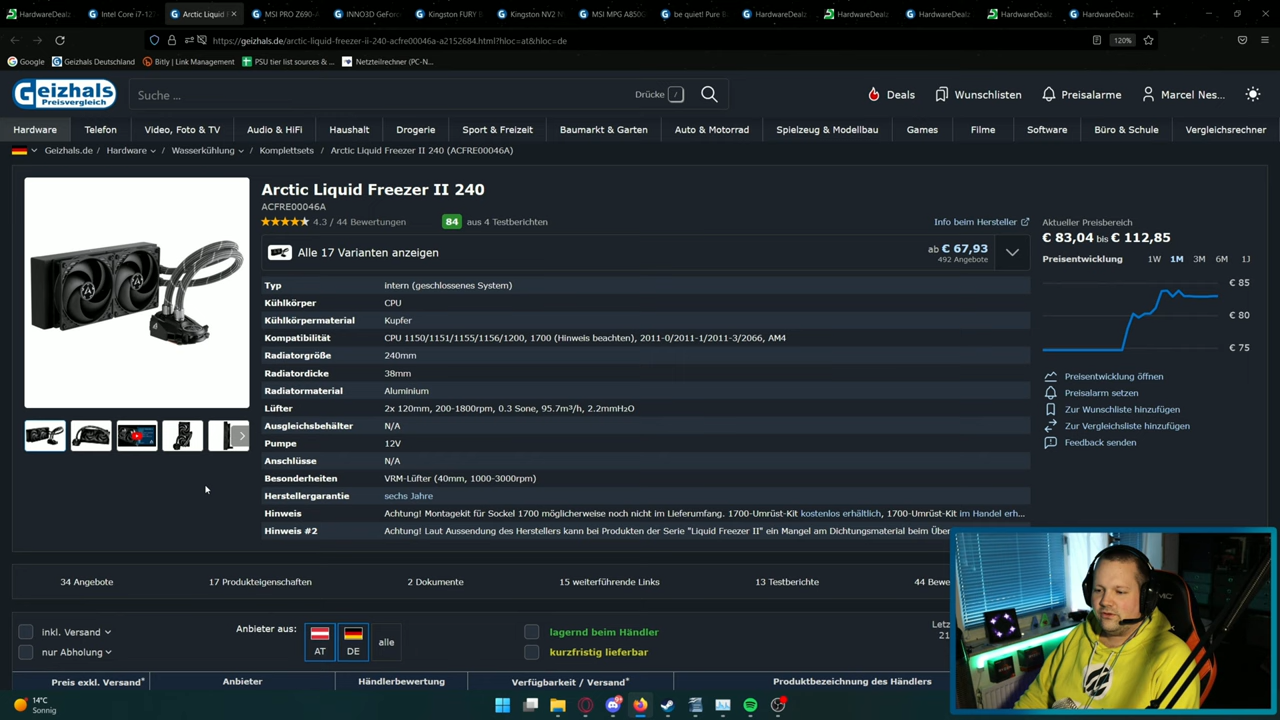 HardwareDealz
Intel Core i7-12
Arctic Liquid
MSI PRO Z690-
INNO3D GeFor
Kingston FURY
Kingston NV2
MSI MPG A850
be quiet! Pure B
HardwareDealz
HardwareDealz
HardwareDealz
HardwareDealz
HardwareDealz
https://geizhals.de/arctic-liquid-freezer-ii-240-acfre00046a-a2152684.html?hloc=at&hloc=de
120%
Google
Geizhals Deutschland
Bitly | Link Management
PSU tier list sources & ...
Netzteilrechner (PC-N...
Geizhals
Preisvergleich
Suche ...
Drücke /
Deals
Wunschlisten
Preisalarme
Marcel Nes...
Hardware
Telefon
Video, Foto & TV
Audio & HiFi
Haushalt
Drogerie
Sport & Freizeit
Baumarkt & Garten
Auto & Motorrad
Spielzeug & Modellbau
Games
Filme
Software
Büro & Schule
Vergleichsrechner
Geizhals.de / Hardware / Wasserkühlung / Komplettsets / Arctic Liquid Freezer II 240 (ACFRE00046A)
Arctic Liquid Freezer II 240
ACFRE00046A
4.3 / 44 Bewertungen
84 aus 4 Testberichten
Info beim Hersteller
Alle 17 Varianten anzeigen
ab € 67,93
492 Angebote
Typ intern (geschlossenes System)
Kühlkörper CPU
Kühlkörpermaterial Kupfer
Kompatibilität CPU 1150/1151/1155/1156/1200, 1700 (Hinweis beachten), 2011-0/2011-1/2011-3/2066, AM4
Radiatorgröße 240mm
Radiatordicke 38mm
Radiatormaterial Aluminium
Lüfter 2x 120mm, 200-1800rpm, 0.3 Sone, 95.7m³/h, 2.2mmH₂O
Ausgleichsbehälter N/A
Pumpe 12V
Anschlüsse N/A
Besonderheiten VRM-Lüfter (40mm, 1000-3000rpm)
Herstellergarantie sechs Jahre
Hinweis Achtung! Montagekit für Sockel 1700 möglicherweise noch nicht im Lieferumfang. 1700-Umrüst-Kit kostenlos erhältlich, 1700-Umrüst-Kit im Handel erh...
Hinweis #2 Achtung! Laut Aussendung des Herstellers kann bei Produkten der Serie "Liquid Freezer II" ein Mangel am Dichtungsmaterial beim Über
Aktueller Preisbereich
€ 83,04 bis € 112,85
Preisentwicklung 1W 1M 3M 6M 1J
€ 85
€ 80
€ 75
Preisentwicklung öffnen
Preisalarm setzen
Zur Wunschliste hinzufügen
Zur Vergleichsliste hinzufügen
Feedback senden
34 Angebote
17 Produkteigenschaften
2 Dokumente
15 weiterführende Links
13 Testberichte
44 Bewe
inkl. Versand
nur Abholung
Anbieter aus:
AT
DE
alle
lagernd beim Händler
kurzfristig lieferbar
Letz
21
Preis exkl. Versand*
Anbieter
Händlerbewertung
Verfügbarkeit / Versand*
Produktbezeichnung des Händlers
14°C
Sonnig